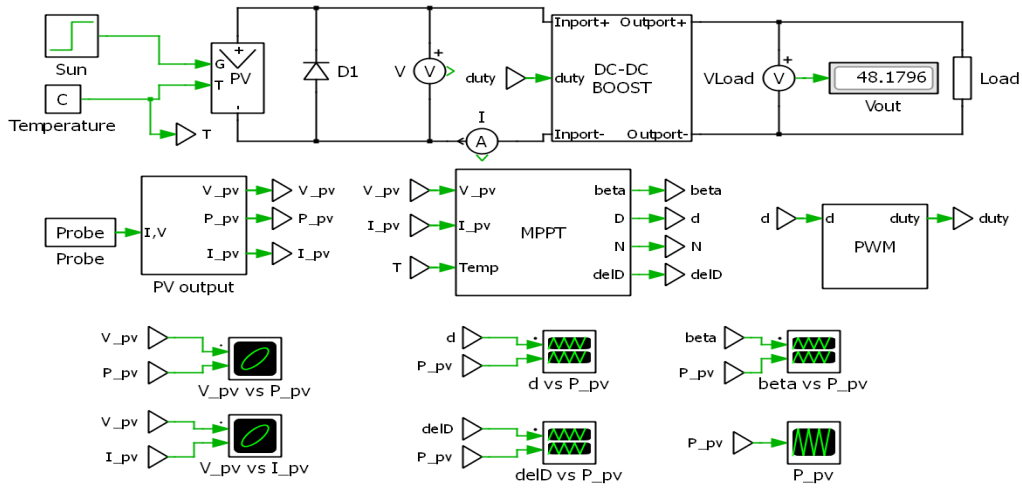 Sun
C
Temperature
T
G
T
+
PV
-
D1
V
+
V
I
A
duty
Inport+ Outport+
duty
DC-DC
BOOST
Inport- Outport-
VLoad
+
V
48.1796
Vout
Load
Probe
Probe
I,V
V_pv
P_pv
I_pv
PV output
V_pv
P_pv
I_pv
V_pv
I_pv
T
V_pv
I_pv
Temp
MPPT
beta
D
N
delD
beta
d
N
delD
d
d
duty
PWM
duty
V_pv
P_pv
V_pv vs P_pv
d
P_pv
d vs P_pv
beta
P_pv
beta vs P_pv
V_pv
I_pv
V_pv vs I_pv
delD
P_pv
delD vs P_pv
P_pv
P_pv